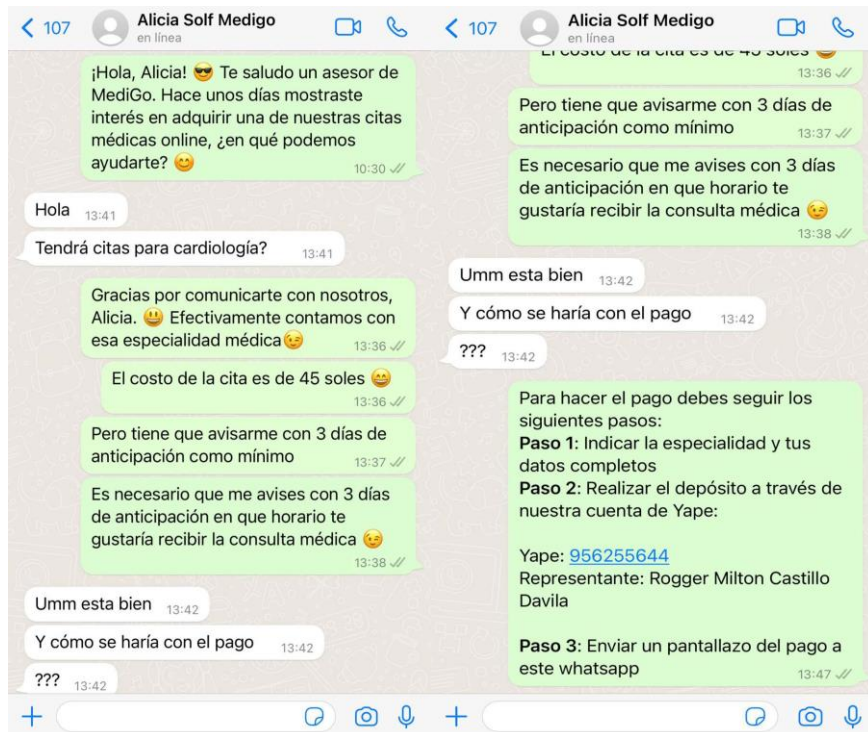 107
Alicia Solf Medigo
en línea
¡Hola, Alicia! 😎 Te saludo un asesor de
MediGo. Hace unos días mostraste
interés en adquirir una de nuestras citas
médicas online, ¿en qué podemos
ayudarte? 😊
10:30
Hola 13:41
Tendrá citas para cardiología? 13:41
Gracias por comunicarte con nosotros,
Alicia. 😃 Efectivamente contamos con
esa especialidad médica😉 13:36
El costo de la cita es de 45 soles 😄
13:36
Pero tiene que avisarme con 3 días de
anticipación como mínimo 13:37
Es necesario que me avises con 3 días
de anticipación en que horario te
gustaría recibir la consulta médica 😉
13:38
Umm esta bien 13:42
Y cómo se haría con el pago 13:42
??? 13:42
107
Alicia Solf Medigo
en línea
El costo de la cita es de 45 soles 😄
13:36
Pero tiene que avisarme con 3 días de
anticipación como mínimo 13:37
Es necesario que me avises con 3 días
de anticipación en que horario te
gustaría recibir la consulta médica 😉
13:38
Umm esta bien 13:42
Y cómo se haría con el pago 13:42
??? 13:42
Para hacer el pago debes seguir los
siguientes pasos:
Paso 1: Indicar la especialidad y tus
datos completos
Paso 2: Realizar el depósito a través de
nuestra cuenta de Yape:
Yape: 956255644
Representante: Rogger Milton Castillo
Davila
Paso 3: Enviar un pantallazo del pago a
este whatsapp 13:47